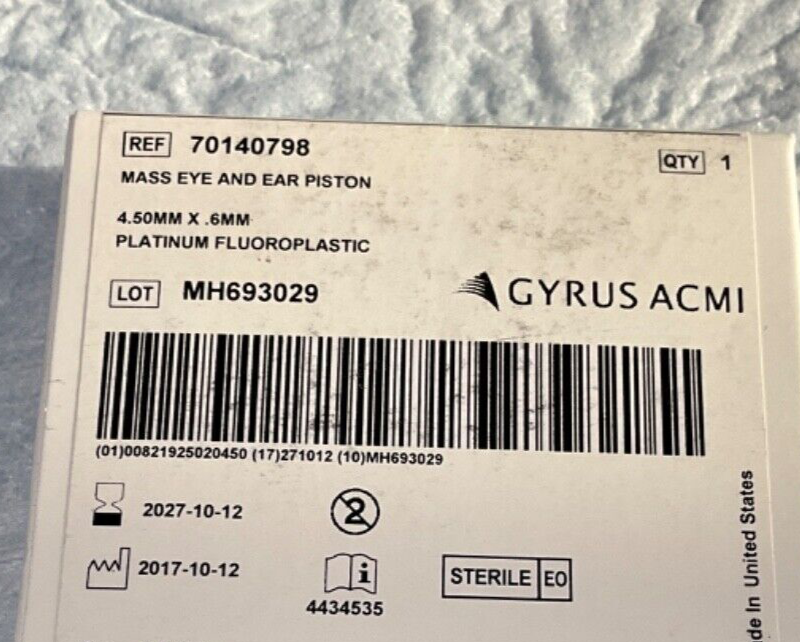 REF 70140798
QTY 1
MASS EYE AND EAR PISTON
4.50MM X .6MM
PLATINUM FLUOROPLASTIC
LOT MH693029
GYRUS ACMI
(01)00821925020450 (17)271012 (10)MH693029
2027-10-12
2
2017-10-12
i
4434535
STERILE EO
In United States